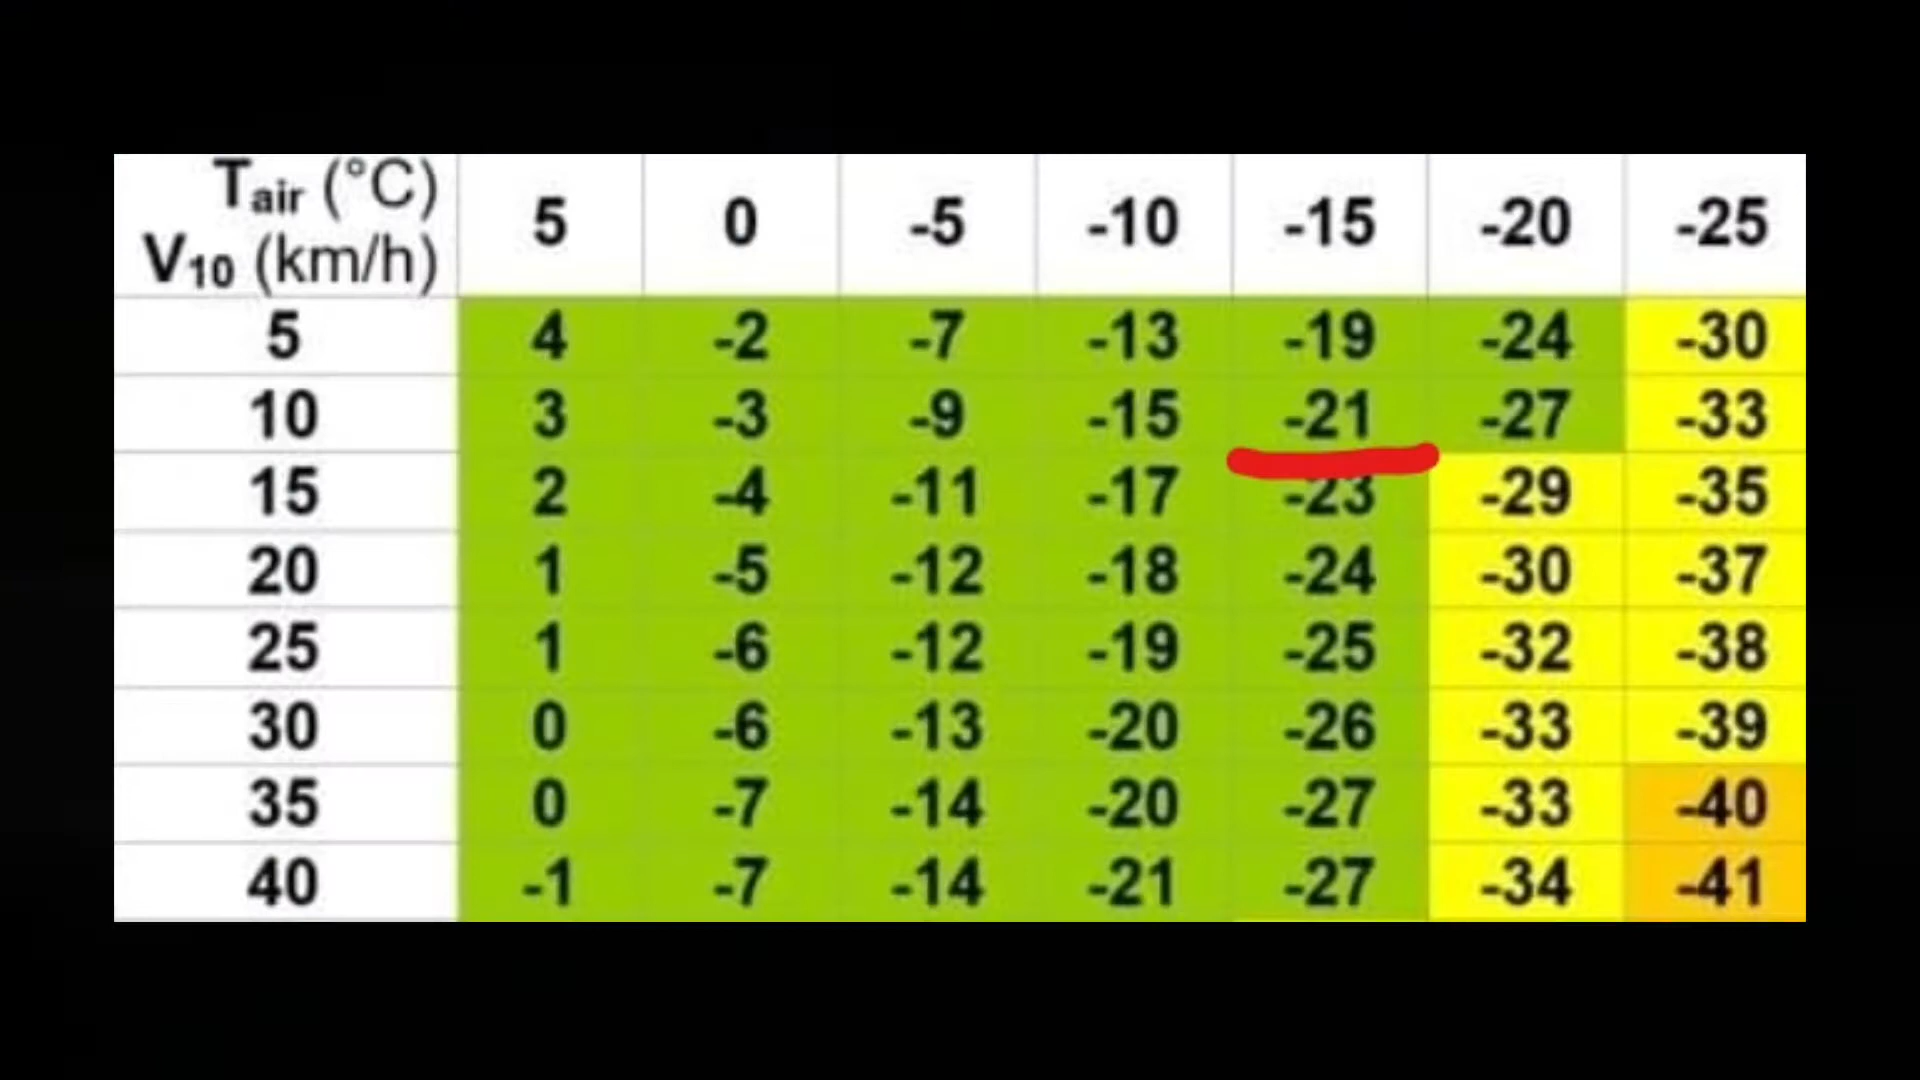 Tair (°C)
V10 (km/h)
5 0 -5 -10 -15 -20 -25
5 4 -2 -7 -13 -19 -24 -30
10 3 -3 -9 -15 -21 -27 -33
15 2 -4 -11 -17 -23 -29 -35
20 1 -5 -12 -18 -24 -30 -37
25 1 -6 -12 -19 -25 -32 -38
30 0 -6 -13 -20 -26 -33 -39
35 0 -7 -14 -20 -27 -33 -40
40 -1 -7 -14 -21 -27 -34 -41